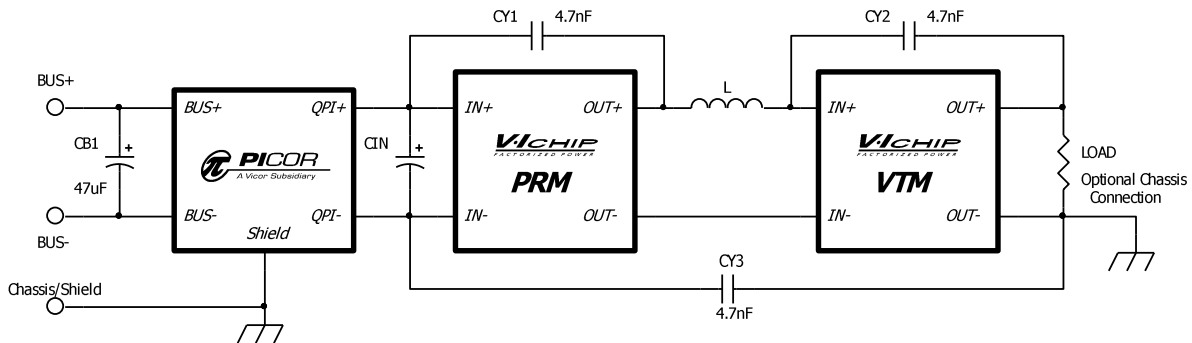 CY1 4.7nF
CY2 4.7nF
BUS+
BUS+ QPI+
IN+ OUT+
L
IN+ OUT+
CB1 +
47uF
PICOR
A Vicor Subsidiary
CIN +
V·I CHIP
FACTORIZED POWER
PRM
V·I CHIP
FACTORIZED POWER
VTM
LOAD
Optional Chassis
Connection
BUS-
BUS- QPI-
Shield
IN- OUT-
IN- OUT-
CY3
4.7nF
Chassis/Shield